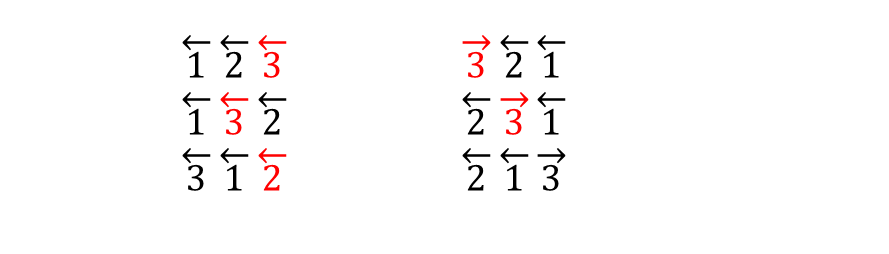 ←1 ←2 ←3
←1 ←3 ←2
←3 ←1 ←2
→3 ←2 ←1
←2 →3 ←1
←2 ←1 →3